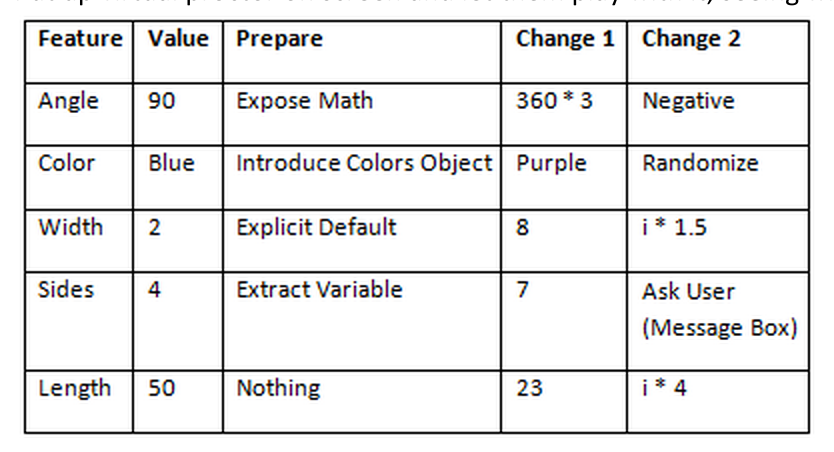 Feature Value Prepare Change 1 Change 2
Angle 90 Expose Math 360 * 3 Negative
Color Blue Introduce Colors Object Purple Randomize
Width 2 Explicit Default 8 i * 1.5
Sides 4 Extract Variable 7 Ask User
(Message Box)
Length 50 Nothing 23 i * 4